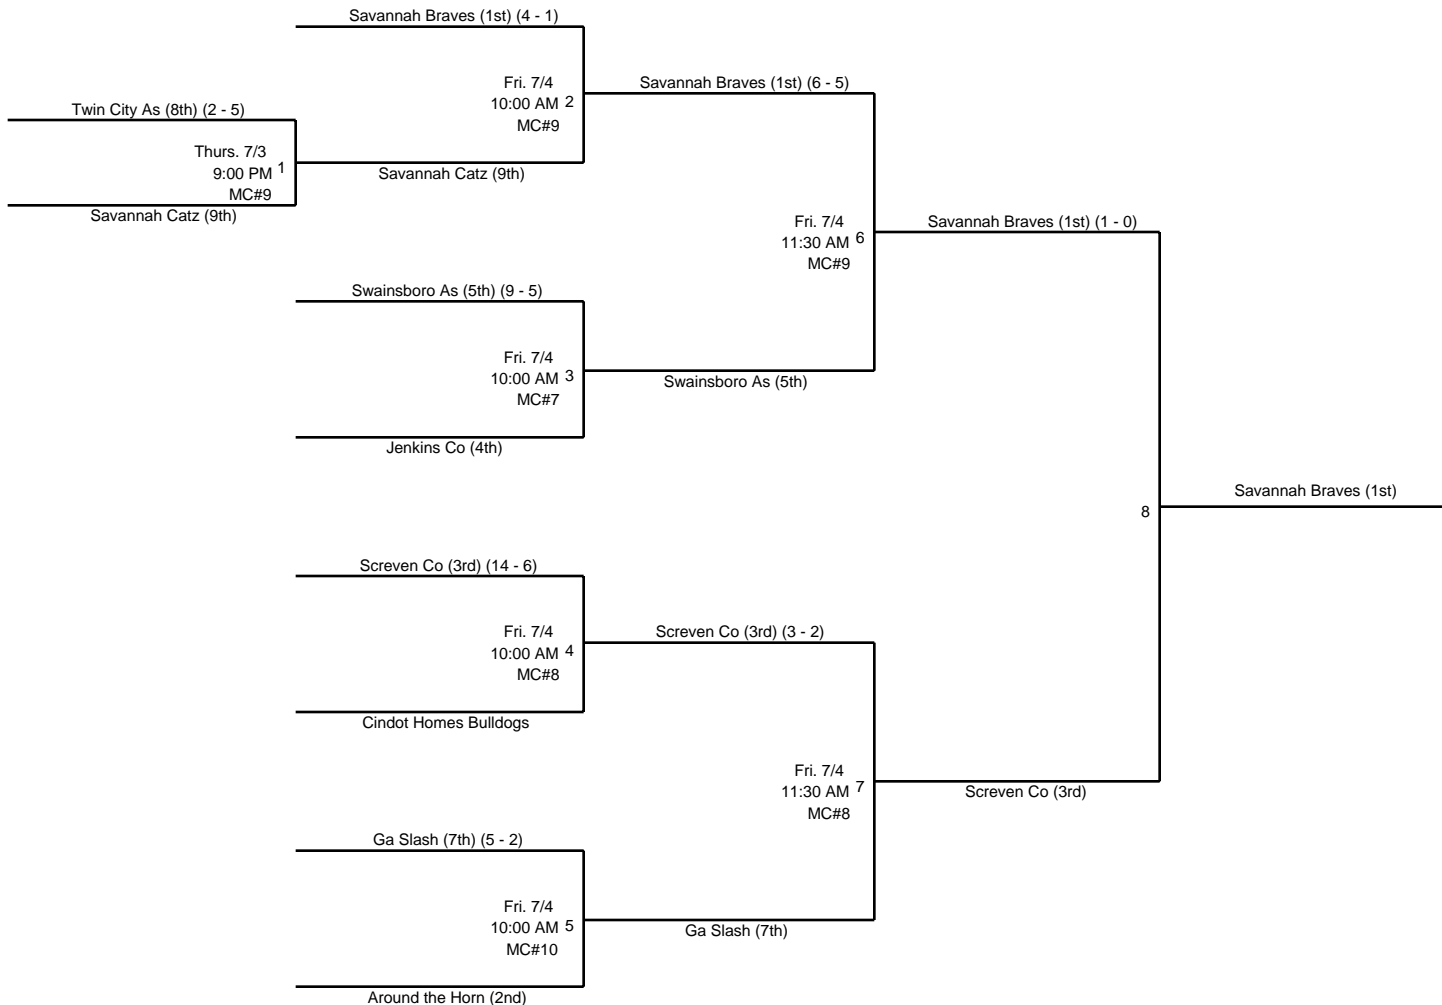 Savannah Braves (1st) (4 - 1)
Fri. 7/4
10:00 AM 2
MC#9
Savannah Braves (1st) (6 - 5)
Twin City As (8th) (2 - 5)
Thurs. 7/3
9:00 PM 1
MC#9
Savannah Catz (9th)
Savannah Catz (9th)
Fri. 7/4
11:30 AM 6
MC#9
Savannah Braves (1st) (1 - 0)
Swainsboro As (5th) (9 - 5)
Fri. 7/4
10:00 AM 3
MC#7
Swainsboro As (5th)
Jenkins Co (4th)
Savannah Braves (1st)
8
Screven Co (3rd) (14 - 6)
Fri. 7/4
10:00 AM 4
MC#8
Screven Co (3rd) (3 - 2)
Cindot Homes Bulldogs
Fri. 7/4
11:30 AM 7
MC#8
Screven Co (3rd)
Ga Slash (7th) (5 - 2)
Fri. 7/4
10:00 AM 5
MC#10
Ga Slash (7th)
Around the Horn (2nd)